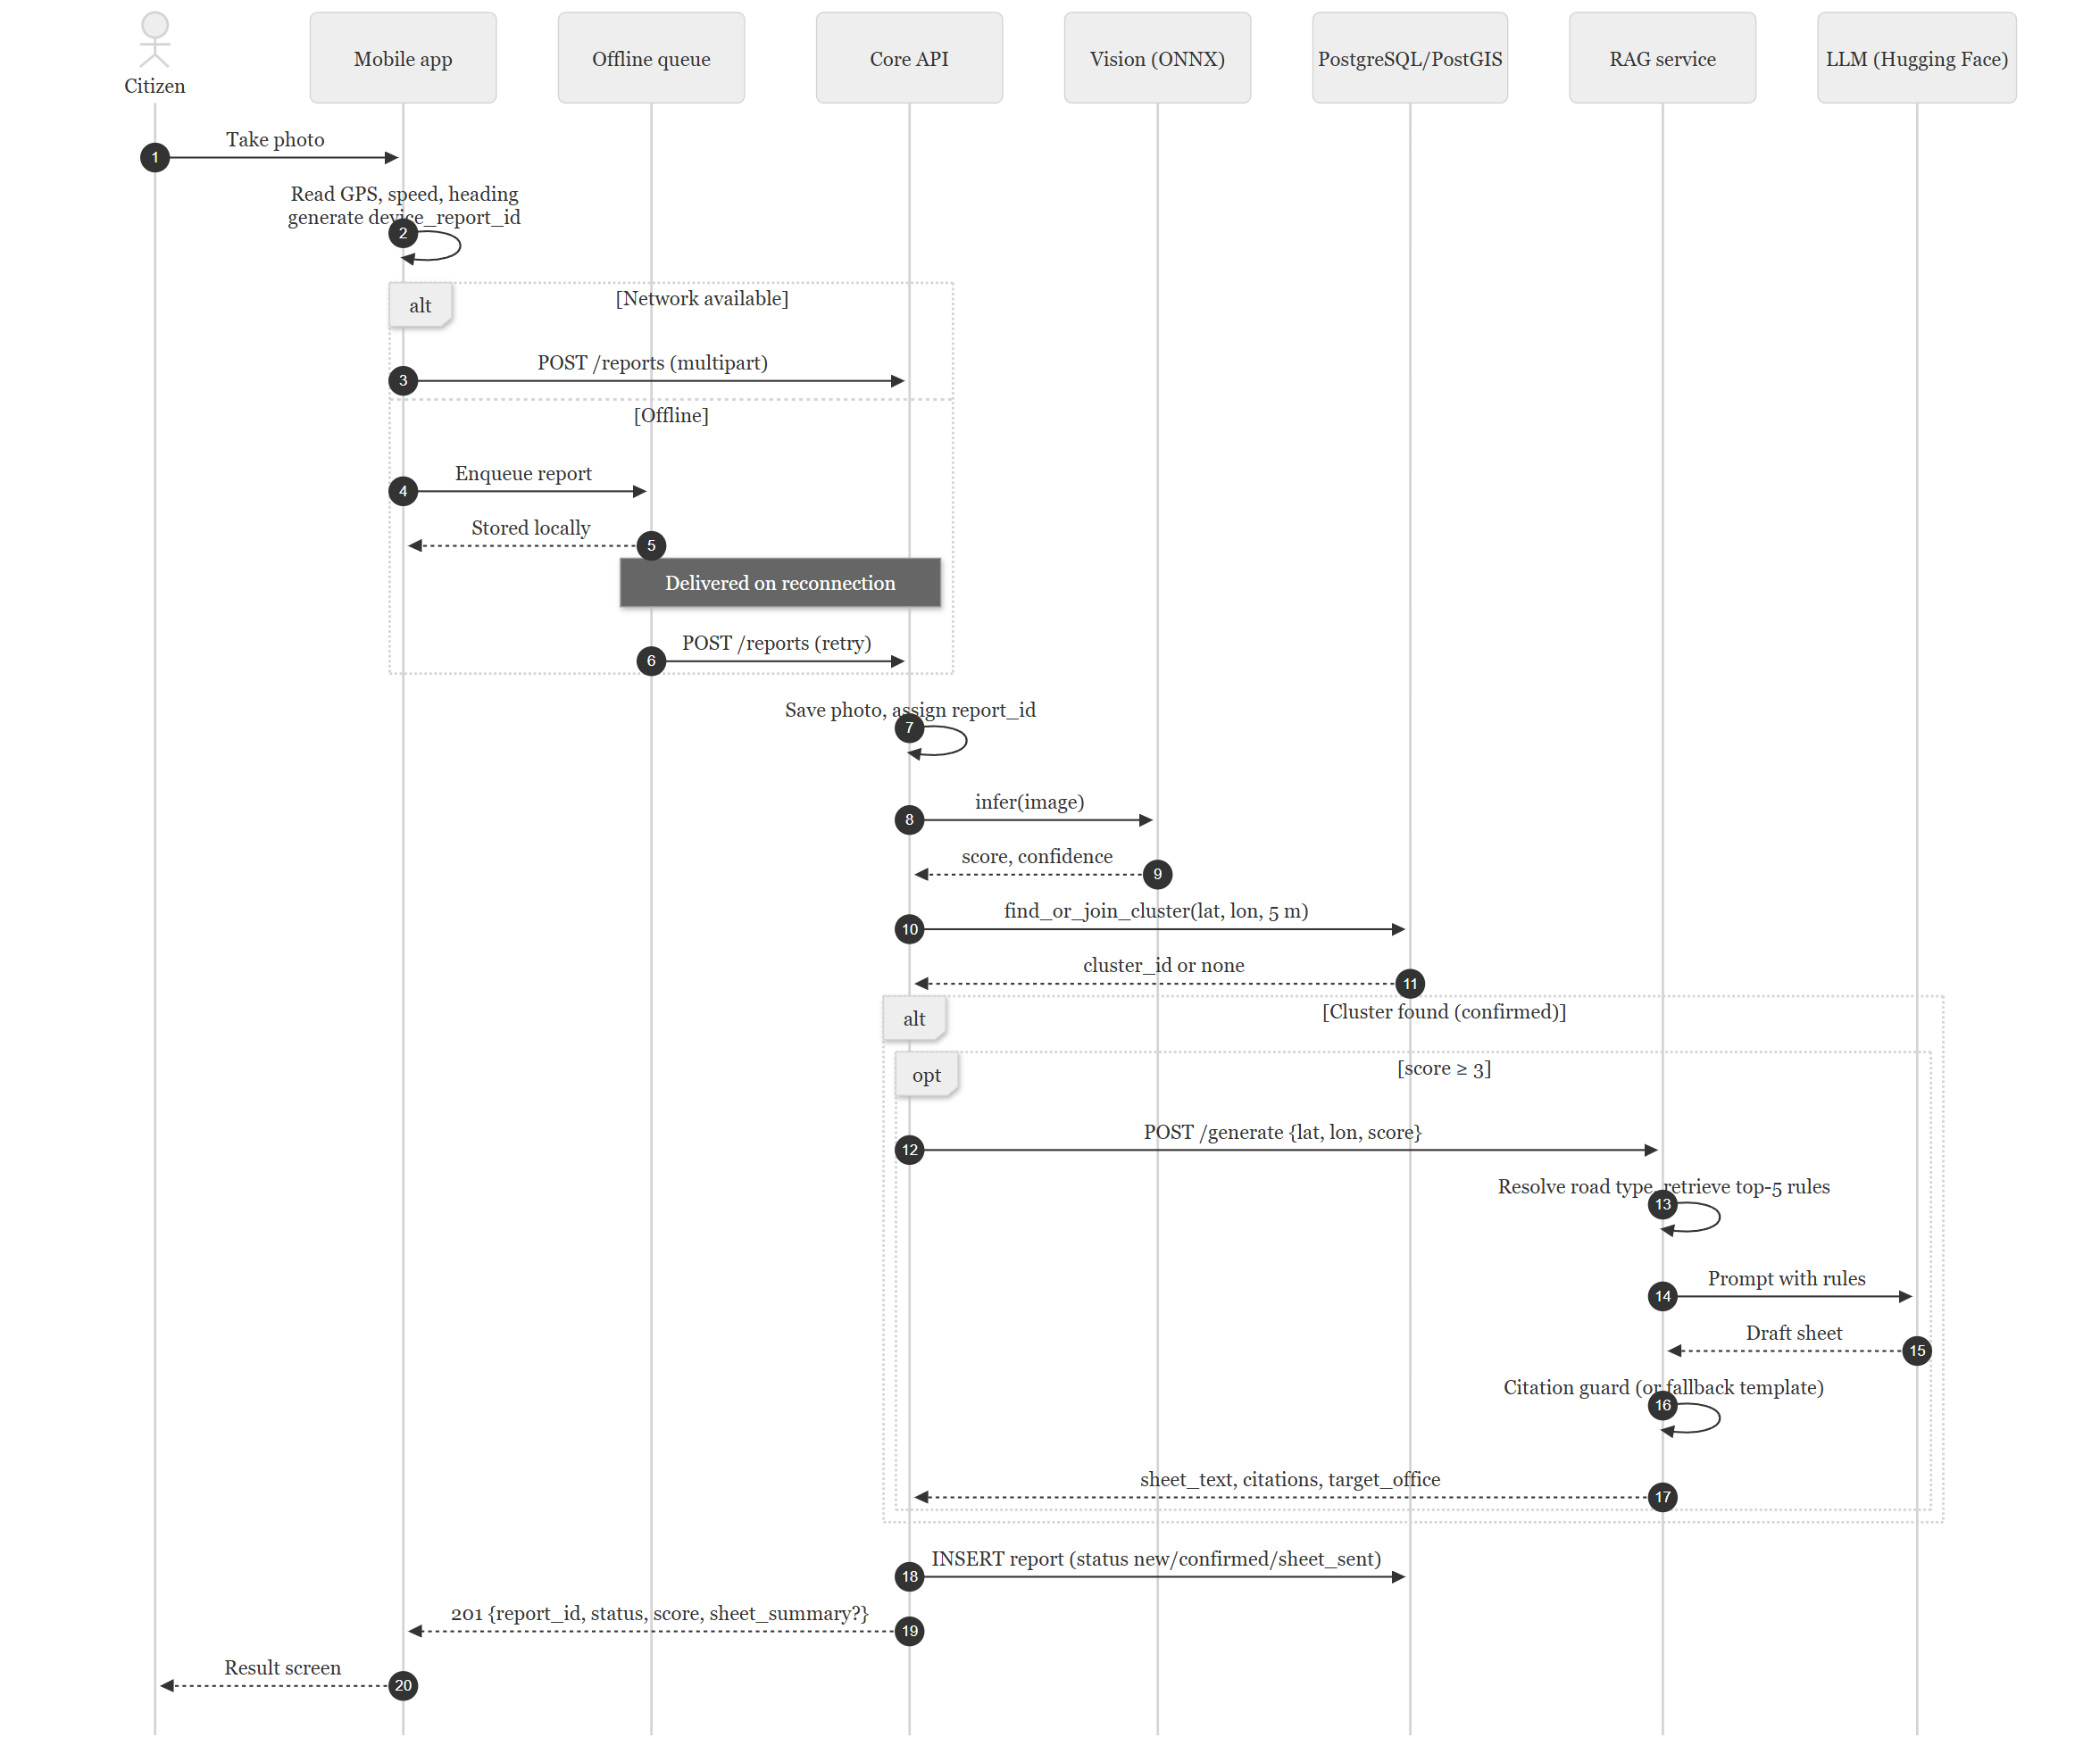 Citizen
Mobile app
Offline queue
Core API
Vision (ONNX)
PostgreSQL/PostGIS
RAG service
LLM (Hugging Face)
Take photo
1
Read GPS, speed, heading
generate device_report_id
2
alt
[Network available]
POST /reports (multipart)
3
[Offline]
Enqueue report
4
Stored locally
5
Delivered on reconnection
POST /reports (retry)
6
Save photo, assign report_id
7
infer(image)
8
score, confidence
9
find_or_join_cluster(lat, lon, 5 m)
10
cluster_id or none
11
alt
[Cluster found (confirmed)]
opt
[score ≥ 3]
POST /generate {lat, lon, score}
12
Resolve road type, retrieve top-5 rules
13
Prompt with rules
14
Draft sheet
15
Citation guard (or fallback template)
16
sheet_text, citations, target_office
17
INSERT report (status new/confirmed/sheet_sent)
18
201 {report_id, status, score, sheet_summary?}
19
Result screen
20